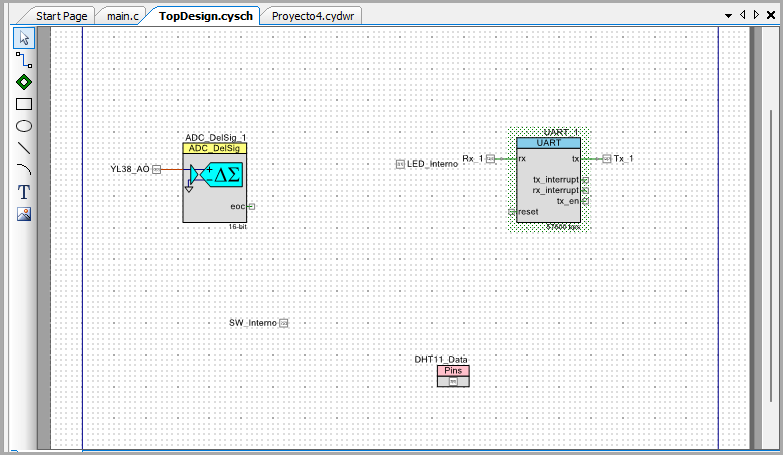 Start Page
main.c
TopDesign.cysch
Proyecto4.cydwr
T
ADC_DelSig_1
ADC_DelSig
YL38_AO
ΔΣ
eoc
16-bit
LED_Interno
UART_1
UART
Rx_1
rx
tx
Tx_1
tx_interrupt
rx_interrupt
tx_en
reset
57600 bps
SW_Interno
DHT11_Data
Pins